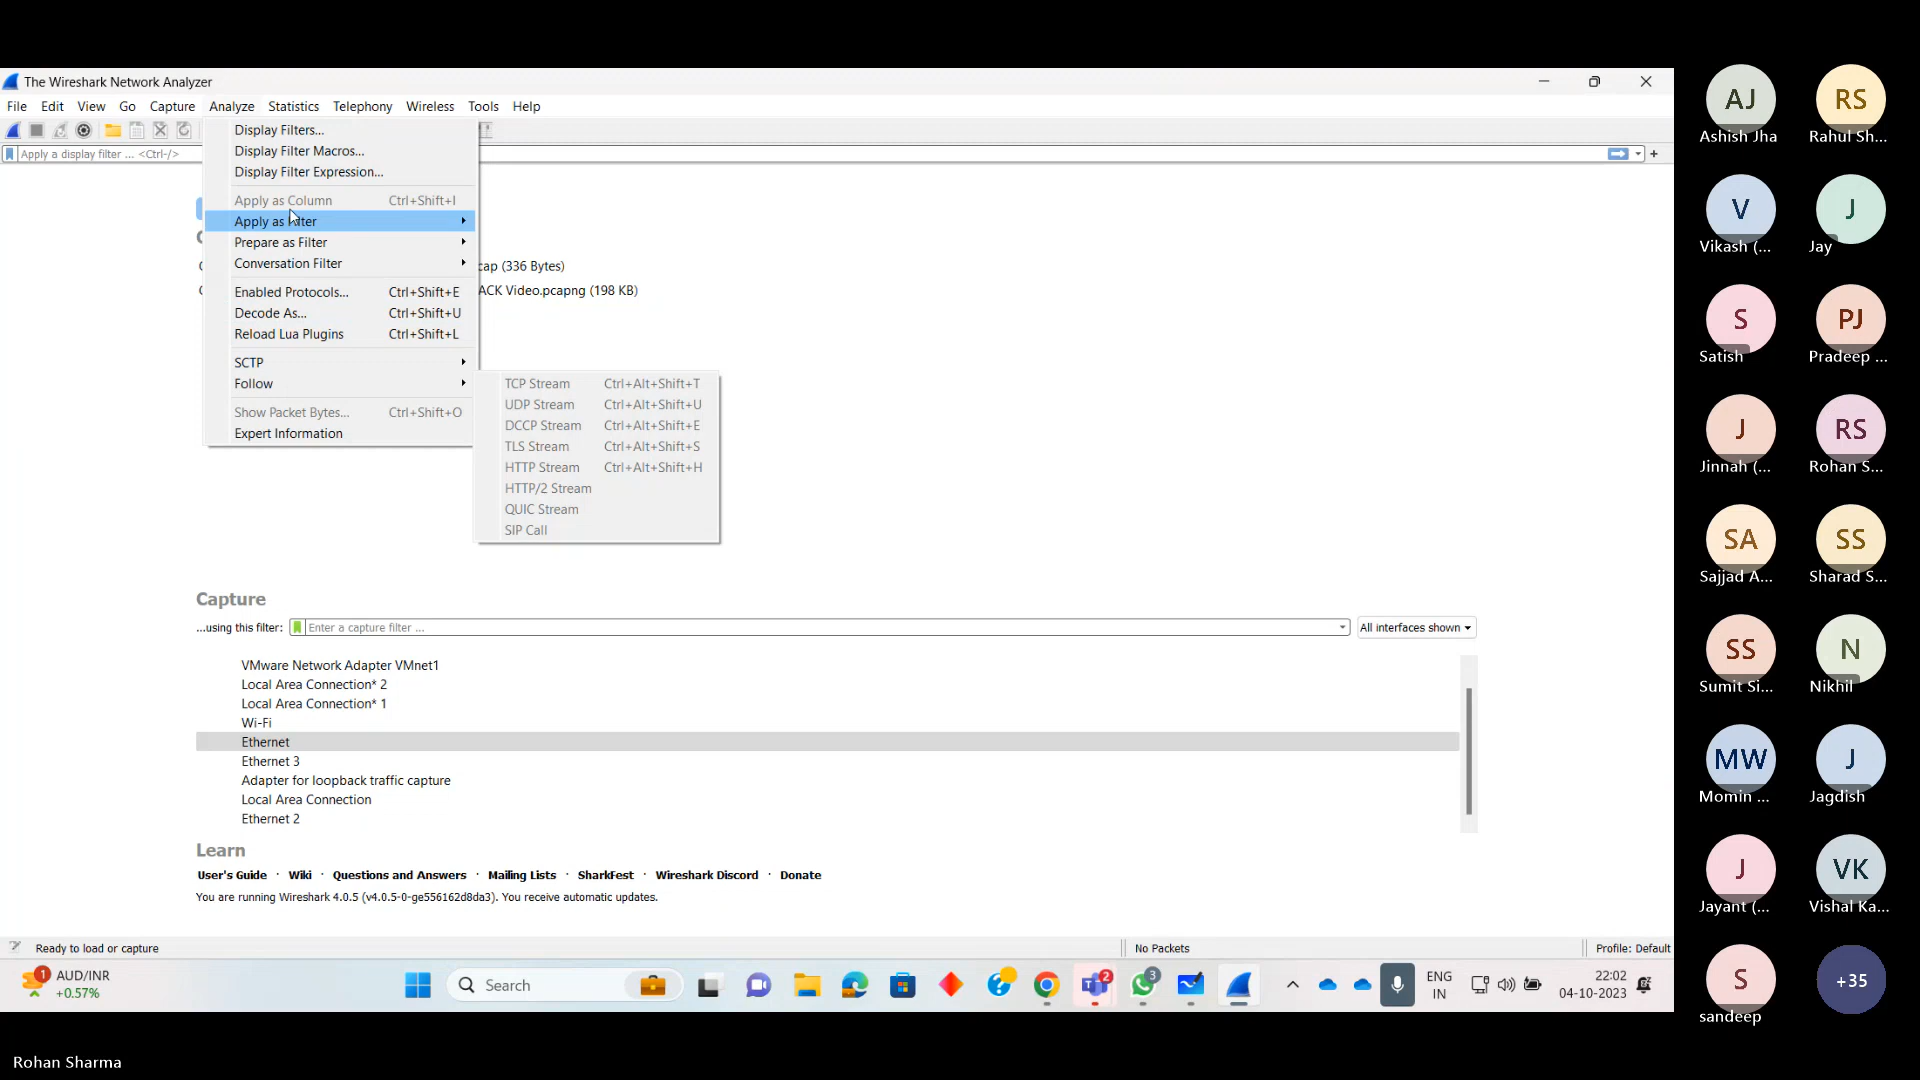 The Wireshark Network Analyzer
File Edit View Go Capture Analyze Statistics Telephony Wireless Tools Help
Apply a display filter ... <Ctrl-/>
Display Filters...
Display Filter Macros...
Display Filter Expression...
Apply as Column Ctrl+Shift+I
Apply as Filter
Prepare as Filter
Conversation Filter
Enabled Protocols... Ctrl+Shift+E
Decode As... Ctrl+Shift+U
Reload Lua Plugins Ctrl+Shift+L
SCTP
Follow
Show Packet Bytes... Ctrl+Shift+O
Expert Information
cap (336 Bytes)
ACK Video.pcapng (198 KB)
TCP Stream Ctrl+Alt+Shift+T
UDP Stream Ctrl+Alt+Shift+U
DCCP Stream Ctrl+Alt+Shift+E
TLS Stream Ctrl+Alt+Shift+S
HTTP Stream Ctrl+Alt+Shift+H
HTTP/2 Stream
QUIC Stream
SIP Call
Capture
...using this filter: Enter a capture filter ... All interfaces shown
VMware Network Adapter VMnet1
Local Area Connection* 2
Local Area Connection* 1
Wi-Fi
Ethernet
Ethernet 3
Adapter for loopback traffic capture
Local Area Connection
Ethernet 2
Learn
User's Guide · Wiki · Questions and Answers · Mailing Lists · SharkFest · Wireshark Discord · Donate
You are running Wireshark 4.0.5 (v4.0.5-0-ge556162d8da3). You receive automatic updates.
Ready to load or capture No Packets Profile: Default
1 AUD/INR
+0.57%
Search
2
3
ENG
IN
22:02
04-10-2023
Rohan Sharma
AJ RS
Ashish Jha Rahul Sh...
V J
Vikash (... Jay
S PJ
Satish Pradeep ...
J RS
Jinnah (... Rohan S...
SA SS
Sajjad A... Sharad S...
SS N
Sumit Si... Nikhil
MW J
Momin ... Jagdish
J VK
Jayant (... Vishal Ka...
S +35
sandeep